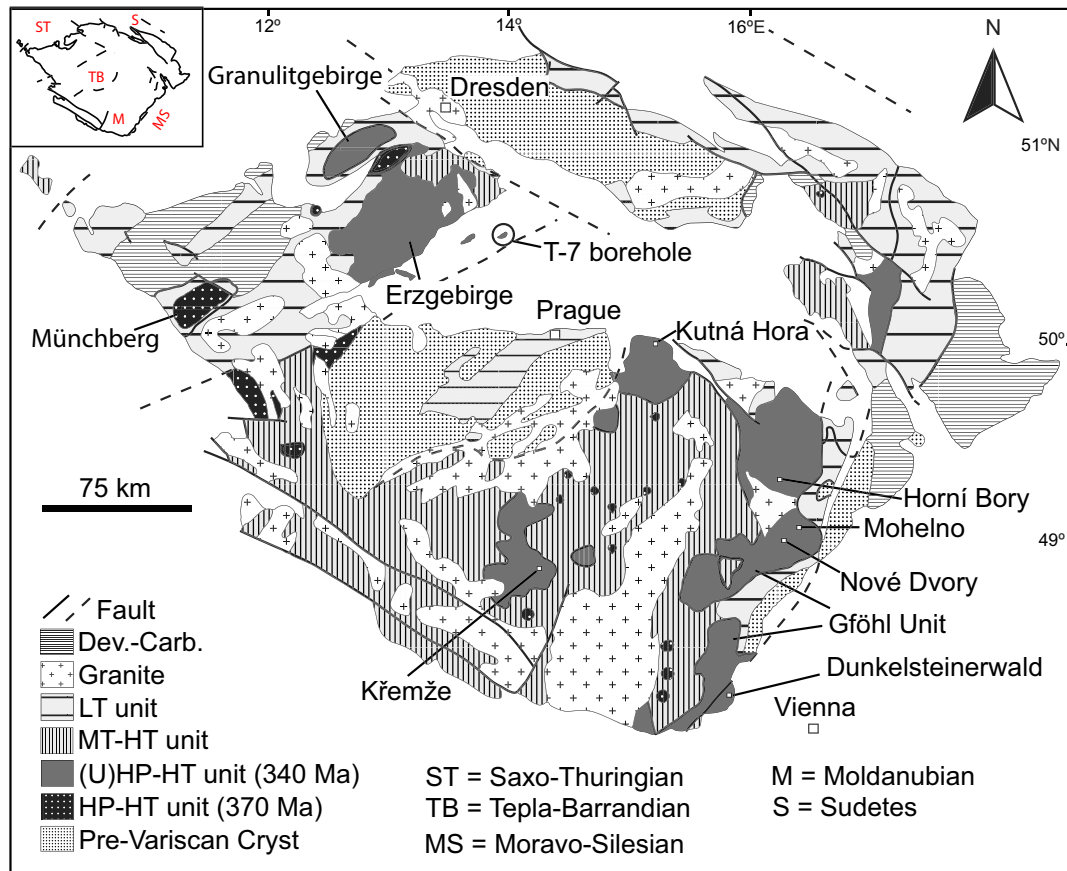 ST
S
TB
M
MS
12º
14º
16ºE
N
Granulitgebirge
Dresden
51ºN
T-7 borehole
Erzgebirge
Prague
Kutná Hora
Münchberg
50º
75 km
Horní Bory
Mohelno
49º
Nové Dvory
Gföhl Unit
Křemže
Dunkelsteinerwald
Vienna
Fault
Dev.-Carb.
Granite
LT unit
MT-HT unit
(U)HP-HT unit (340 Ma)
HP-HT unit (370 Ma)
Pre-Variscan Cryst
ST = Saxo-Thuringian
TB = Tepla-Barrandian
MS = Moravo-Silesian
M = Moldanubian
S = Sudetes